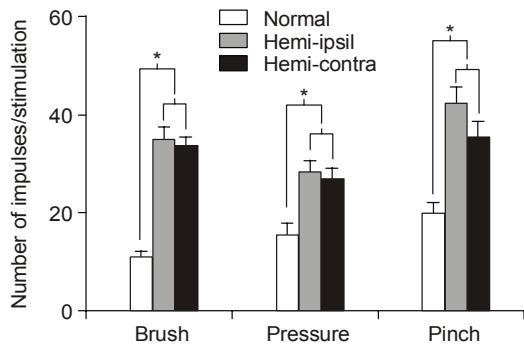 Number of impulses/stimulation
60
40
20
0
Normal
Hemi-ipsil
Hemi-contra
*
*
*
Brush
Pressure
Pinch